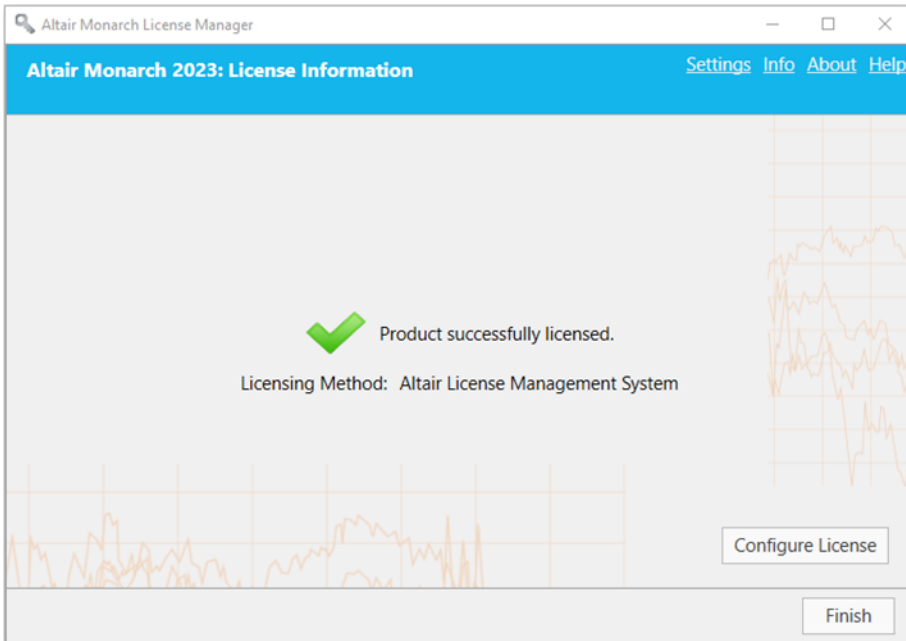 Altair Monarch License Manager
Altair Monarch 2023: License Information
Settings Info About Help
Product successfully licensed.
Licensing Method: Altair License Management System
Configure License
Finish